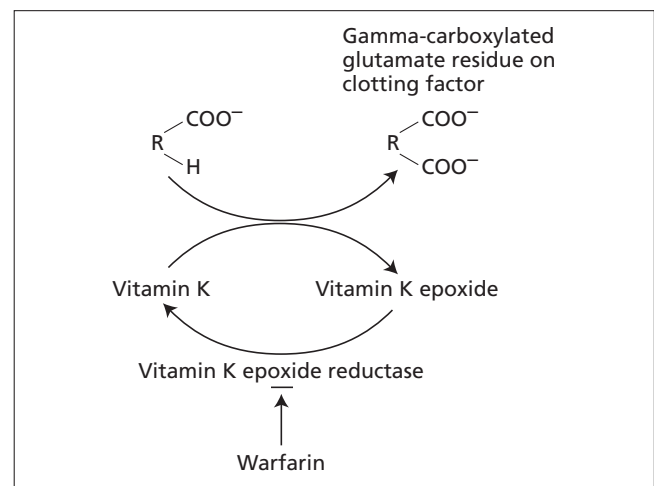 Gamma-carboxylated
glutamate residue on
clotting factor
COO⁻
R
H
COO⁻
R
COO⁻
Vitamin K
Vitamin K epoxide
Vitamin K epoxide reductase
Warfarin